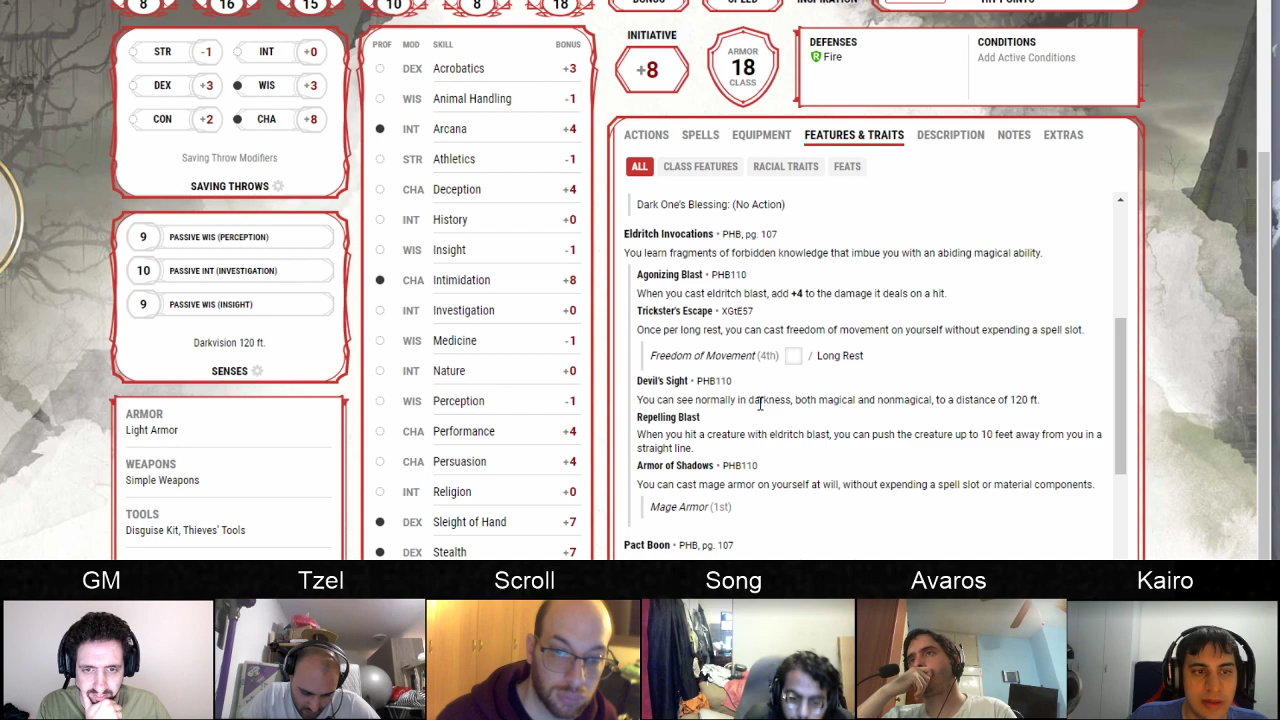 8 16 15 10 8 18
BONUS SPEED INSPIRATION HIT POINTS
STR -1 INT +0
DEX +3 WIS +3
CON +2 CHA +8
Saving Throw Modifiers
SAVING THROWS
9 PASSIVE WIS (PERCEPTION)
10 PASSIVE INT (INVESTIGATION)
9 PASSIVE WIS (INSIGHT)
Darkvision 120 ft.
SENSES
ARMOR
Light Armor
WEAPONS
Simple Weapons
TOOLS
Disguise Kit, Thieves' Tools
PROF MOD SKILL BONUS
DEX Acrobatics +3
WIS Animal Handling -1
INT Arcana +4
STR Athletics -1
CHA Deception +4
INT History +0
WIS Insight -1
CHA Intimidation +8
INT Investigation +0
WIS Medicine -1
INT Nature +0
WIS Perception -1
CHA Performance +4
CHA Persuasion +4
INT Religion +0
DEX Sleight of Hand +7
DEX Stealth +7
INITIATIVE
+8
ARMOR
18
CLASS
DEFENSES
R Fire
CONDITIONS
Add Active Conditions
ACTIONS SPELLS EQUIPMENT FEATURES & TRAITS DESCRIPTION NOTES EXTRAS
ALL CLASS FEATURES RACIAL TRAITS FEATS
Dark One's Blessing: (No Action)
Eldritch Invocations • PHB, pg. 107
You learn fragments of forbidden knowledge that imbue you with an abiding magical ability.
Agonizing Blast • PHB110
When you cast eldritch blast, add +4 to the damage it deals on a hit.
Trickster's Escape • XGtE57
Once per long rest, you can cast freedom of movement on yourself without expending a spell slot.
Freedom of Movement (4th) / Long Rest
Devil's Sight • PHB110
You can see normally in darkness, both magical and nonmagical, to a distance of 120 ft.
Repelling Blast
When you hit a creature with eldritch blast, you can push the creature up to 10 feet away from you in a
straight line.
Armor of Shadows • PHB110
You can cast mage armor on yourself at will, without expending a spell slot or material components.
Mage Armor (1st)
Pact Boon • PHB, pg. 107
GM Tzel Scroll Song Avaros Kairo